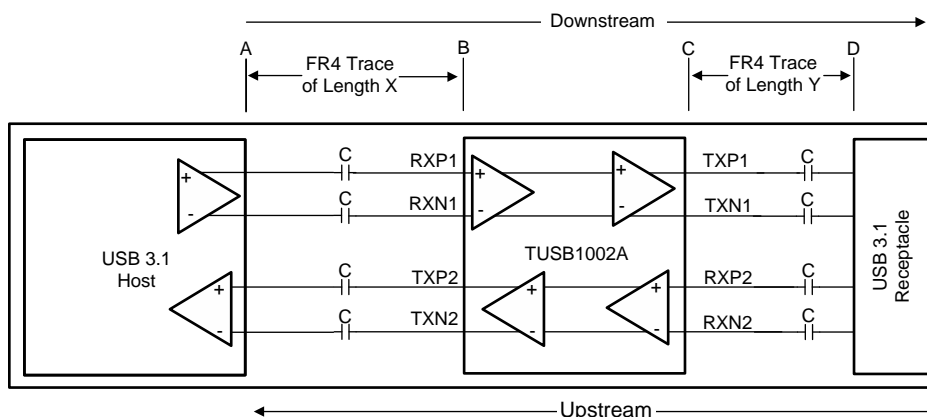 Downstream
A
B
C
D
FR4 Trace
of Length X
FR4 Trace
of Length Y
C
RXP1
TXP1
C
+
+
C
RXN1
TXN1
C
-
-
USB 3.1
Host
TUSB1002A
USB 3.1
Receptacle
C
TXP2
RXP2
C
+
+
+
C
TXN2
RXN2
C
-
-
-
+
-
Upstream